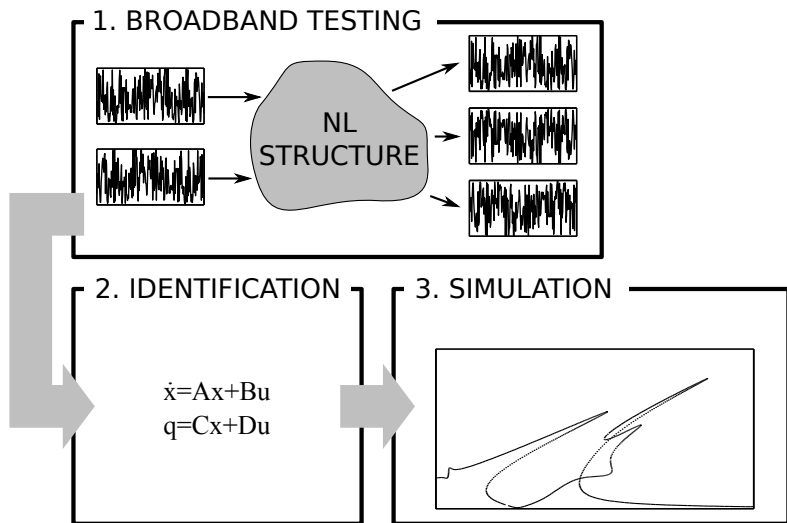 1. BROADBAND TESTING
NL
STRUCTURE
2. IDENTIFICATION
ẋ=Ax+Bu
q=Cx+Du
3. SIMULATION